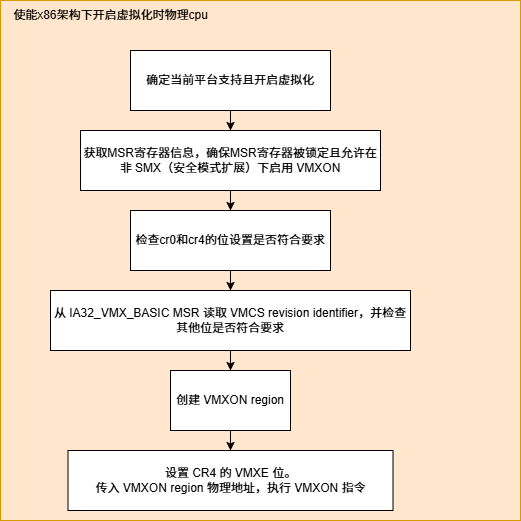 使能x86架构下开启虚拟化时物理cpu
确定当前平台支持且开启虚拟化
获取MSR寄存器信息，确保MSR寄存器被锁定且允许在
非 SMX（安全模式扩展）下启用 VMXON
检查cr0和cr4的位设置是否符合要求
从 IA32_VMX_BASIC MSR 读取 VMCS revision identifier，并检查
其他位是否符合要求
创建 VMXON region
设置 CR4 的 VMXE 位。
传入 VMXON region 物理地址，执行 VMXON 指令